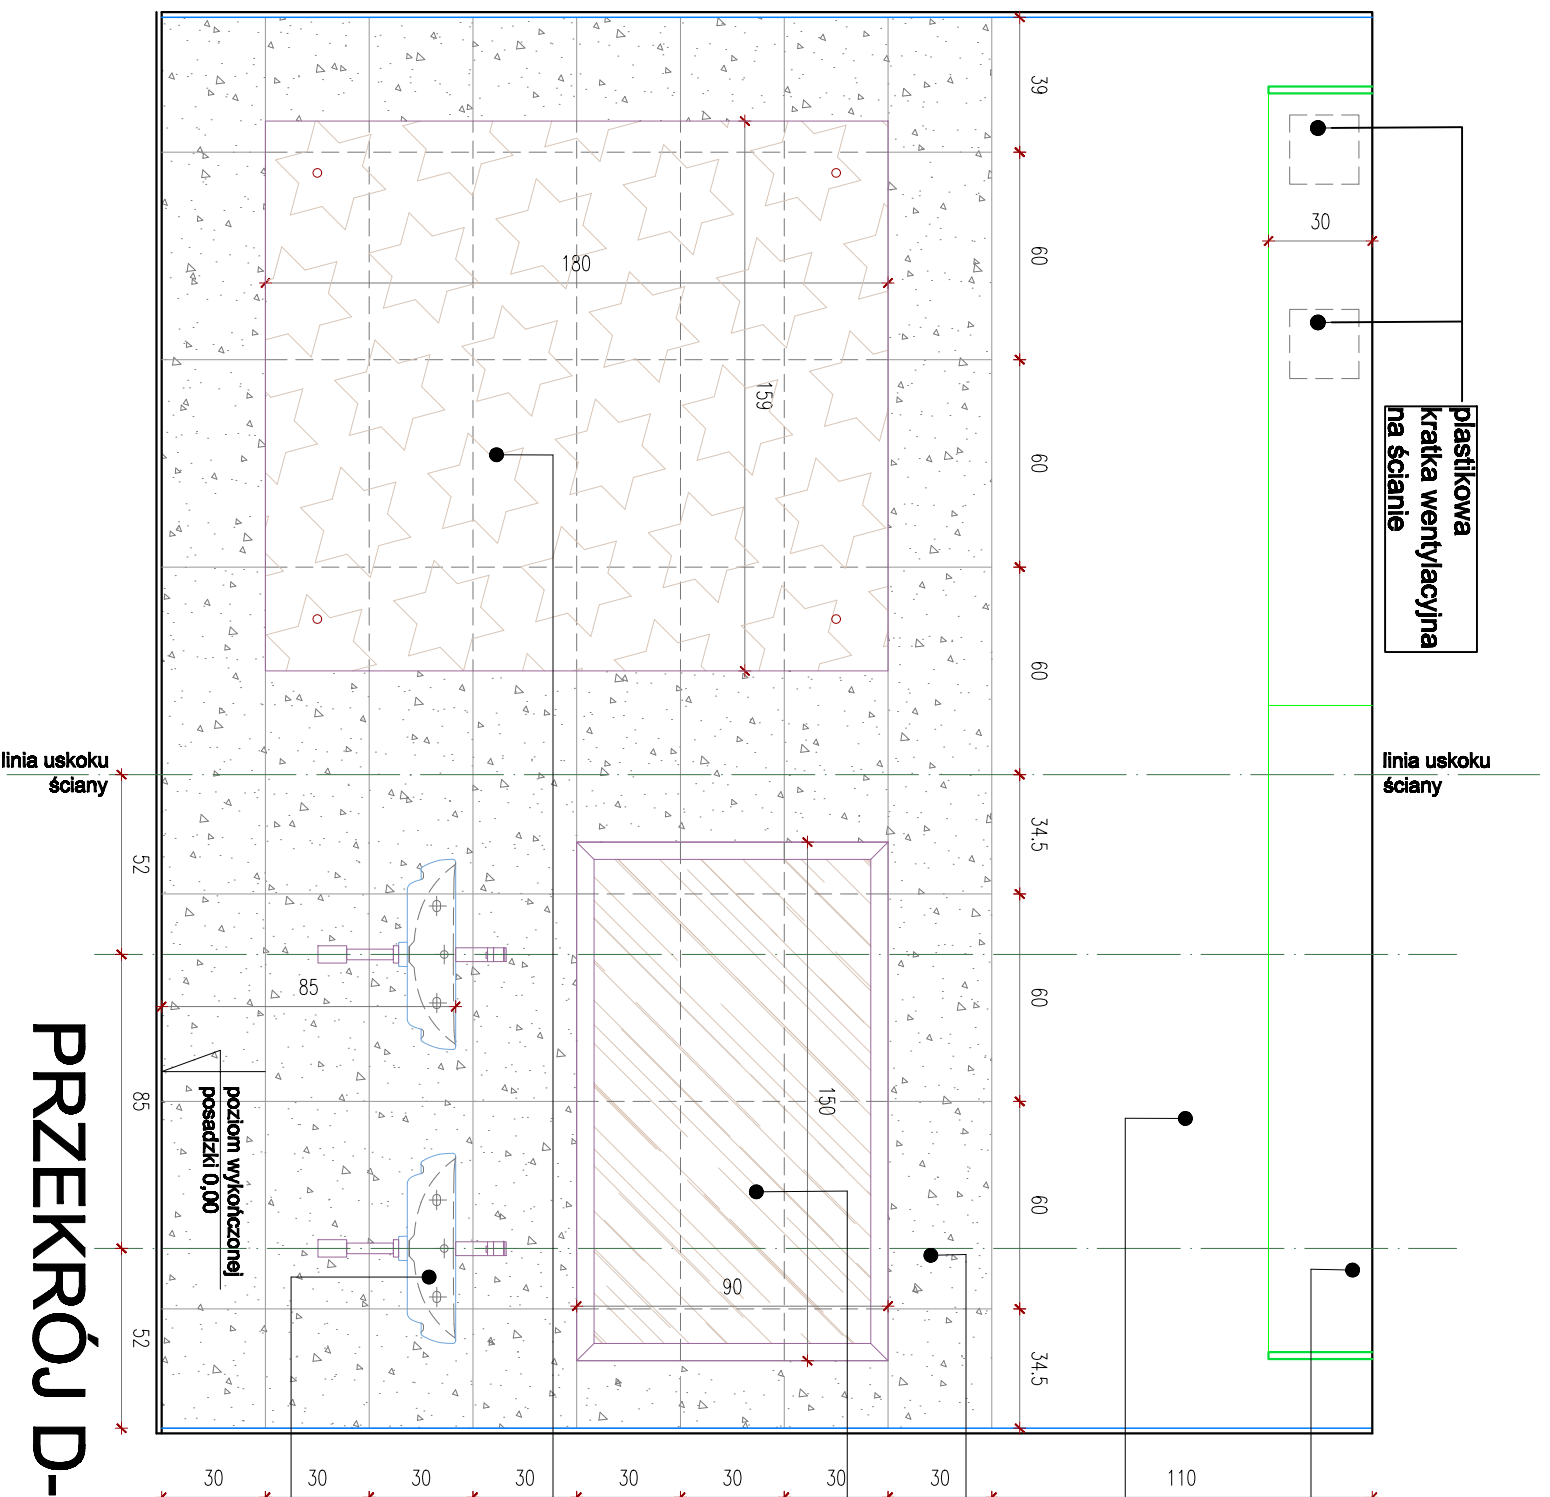 plastikowa
kratka wentylacyjna
na ścianie
linia uskoku
ściany
linia uskoku
ściany
39
60
60
60
34.5
60
60
34.5
30
180
159
150
90
85
52
85
52
poziom wykończonej
posadzki 0,00
30
30
30
30
30
30
30
30
110
PRZEKRÓJ D-